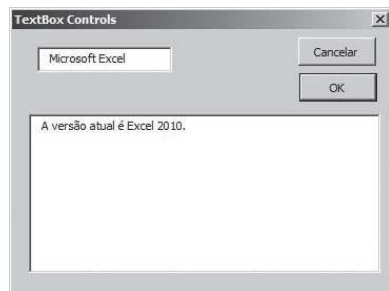 TextBox Controls
Microsoft Excel
Cancelar
OK
A versão atual é Excel 2010.